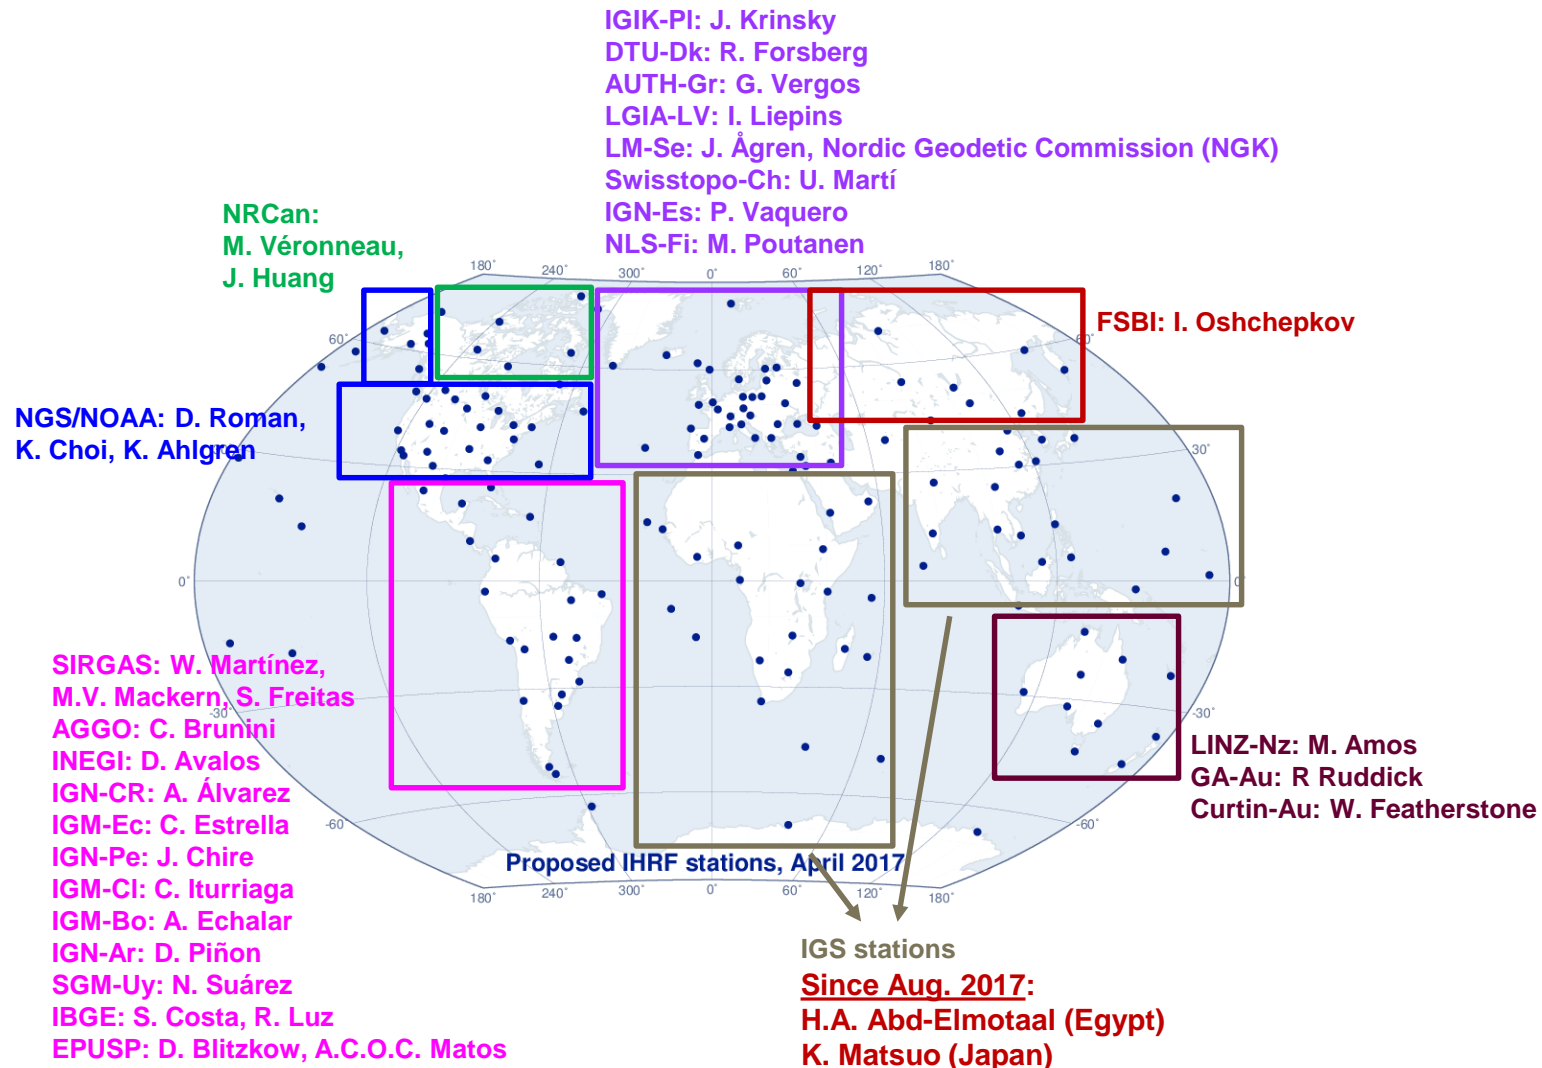 IGIK-Pl: J. Krinsky
DTU-Dk: R. Forsberg
AUTH-Gr: G. Vergos
LGIA-LV: I. Liepins
LM-Se: J. Ågren, Nordic Geodetic Commission (NGK)
Swisstopo-Ch: U. Martí
IGN-Es: P. Vaquero
NLS-Fi: M. Poutanen
NRCan:
M. Véronneau,
J. Huang
180° 240° 300° 0° 60° 120° 180°
FSBI: I. Oshchepkov
60° 60°
NGS/NOAA: D. Roman,
K. Choi, K. Ahlgren
30°
0° 0°
SIRGAS: W. Martínez,
M.V. Mackern, S. Freitas
AGGO: C. Brunini
INEGI: D. Avalos
IGN-CR: A. Álvarez
IGM-Ec: C. Estrella
IGN-Pe: J. Chire
IGM-Cl: C. Iturriaga
IGM-Bo: A. Echalar
IGN-Ar: D. Piñon
SGM-Uy: N. Suárez
IBGE: S. Costa, R. Luz
EPUSP: D. Blitzkow, A.C.O.C. Matos
-30° -30°
LINZ-Nz: M. Amos
GA-Au: R Ruddick
Curtin-Au: W. Featherstone
-60° -60°
Proposed IHRF stations, April 2017
180° 240° 300° 0° 60° 120° 180°
IGS stations
Since Aug. 2017:
H.A. Abd-Elmotaal (Egypt)
K. Matsuo (Japan)